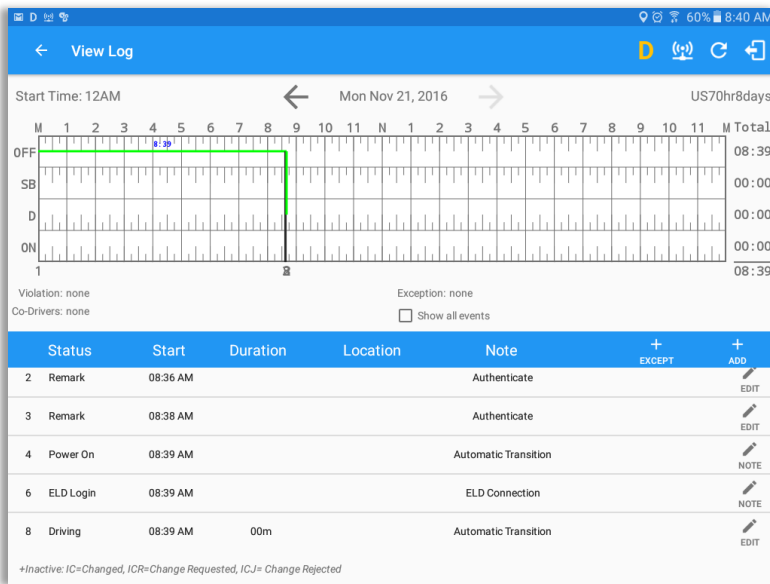 D 60% 8:40 AM
View Log D
Start Time: 12AM Mon Nov 21, 2016 US70hr8days
M 1 2 3 4 5 6 7 8 9 10 11 N 1 2 3 4 5 6 7 8 9 10 11 M Total
OFF 8:39 08:39
SB 00:00
D 00:00
ON 00:00
1 08:39
Violation: none Exception: none
Co-Drivers: none Show all events
Status Start Duration Location Note + EXCEPT + ADD
2 Remark 08:36 AM Authenticate EDIT
3 Remark 08:38 AM Authenticate EDIT
4 Power On 08:39 AM Automatic Transition NOTE
6 ELD Login 08:39 AM ELD Connection NOTE
8 Driving 08:39 AM 00m Automatic Transition EDIT
+Inactive: IC=Changed, ICR=Change Requested, ICJ= Change Rejected